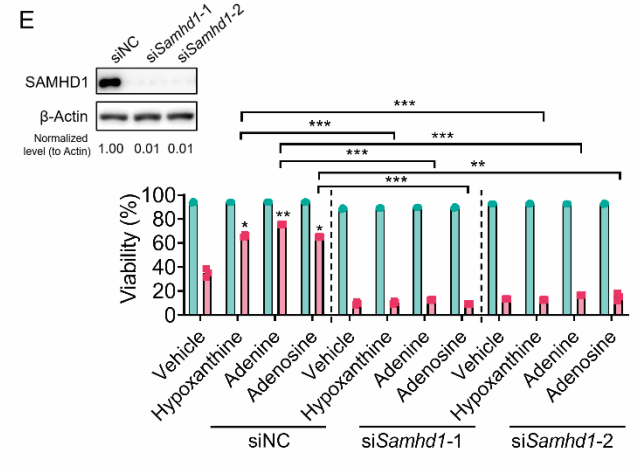 E
siNC siSamhd1-1 siSamhd1-2
SAMHD1
β-Actin
Normalized
level (to Actin) 1.00 0.01 0.01
***
***
***
***
**
***
Viability (%)
100
80
60
40
20
0
* ** *
Vehicle Hypoxanthine Adenine Adenosine Vehicle Hypoxanthine Adenine Adenosine Vehicle Hypoxanthine Adenine Adenosine
siNC siSamhd1-1 siSamhd1-2